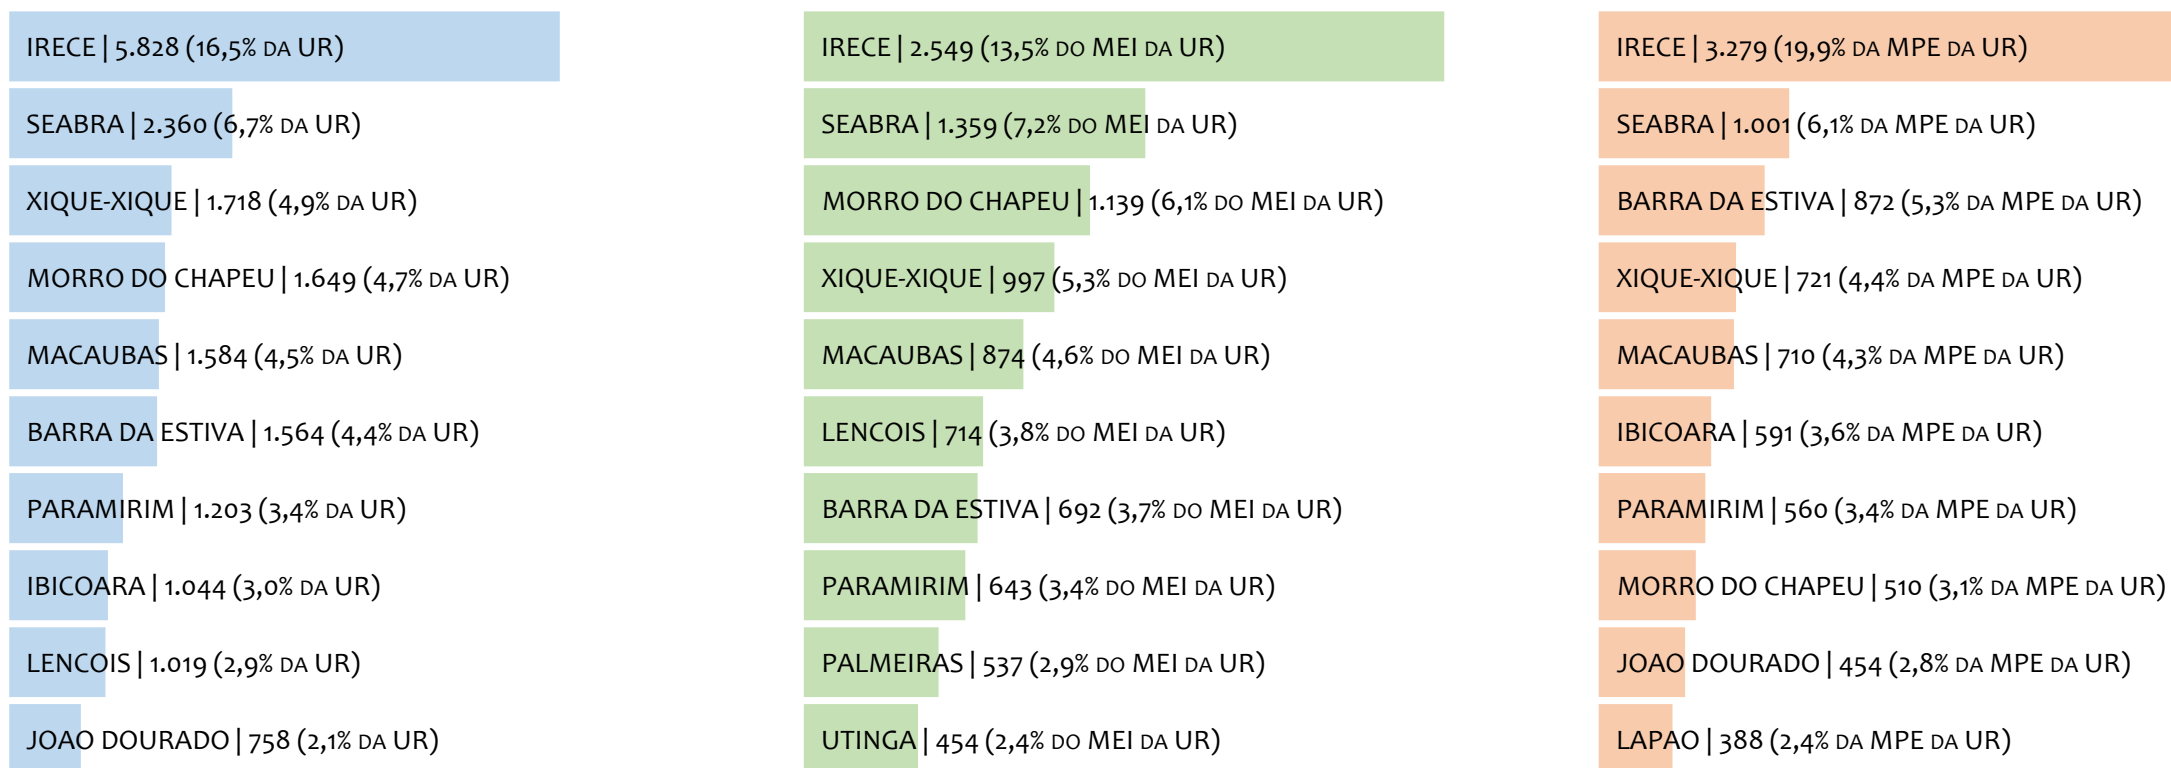 IRECE | 5.828 (16,5% DA UR)
SEABRA | 2.360 (6,7% DA UR)
XIQUE-XIQUE | 1.718 (4,9% DA UR)
MORRO DO CHAPEU | 1.649 (4,7% DA UR)
MACAUBAS | 1.584 (4,5% DA UR)
BARRA DA ESTIVA | 1.564 (4,4% DA UR)
PARAMIRIM | 1.203 (3,4% DA UR)
IBICOARA | 1.044 (3,0% DA UR)
LENCOIS | 1.019 (2,9% DA UR)
JOAO DOURADO | 758 (2,1% DA UR)
IRECE | 2.549 (13,5% DO MEI DA UR)
SEABRA | 1.359 (7,2% DO MEI DA UR)
MORRO DO CHAPEU | 1.139 (6,1% DO MEI DA UR)
XIQUE-XIQUE | 997 (5,3% DO MEI DA UR)
MACAUBAS | 874 (4,6% DO MEI DA UR)
LENCOIS | 714 (3,8% DO MEI DA UR)
BARRA DA ESTIVA | 692 (3,7% DO MEI DA UR)
PARAMIRIM | 643 (3,4% DO MEI DA UR)
PALMEIRAS | 537 (2,9% DO MEI DA UR)
UTINGA | 454 (2,4% DO MEI DA UR)
IRECE | 3.279 (19,9% DA MPE DA UR)
SEABRA | 1.001 (6,1% DA MPE DA UR)
BARRA DA ESTIVA | 872 (5,3% DA MPE DA UR)
XIQUE-XIQUE | 721 (4,4% DA MPE DA UR)
MACAUBAS | 710 (4,3% DA MPE DA UR)
IBICOARA | 591 (3,6% DA MPE DA UR)
PARAMIRIM | 560 (3,4% DA MPE DA UR)
MORRO DO CHAPEU | 510 (3,1% DA MPE DA UR)
JOAO DOURADO | 454 (2,8% DA MPE DA UR)
LAPAO | 388 (2,4% DA MPE DA UR)